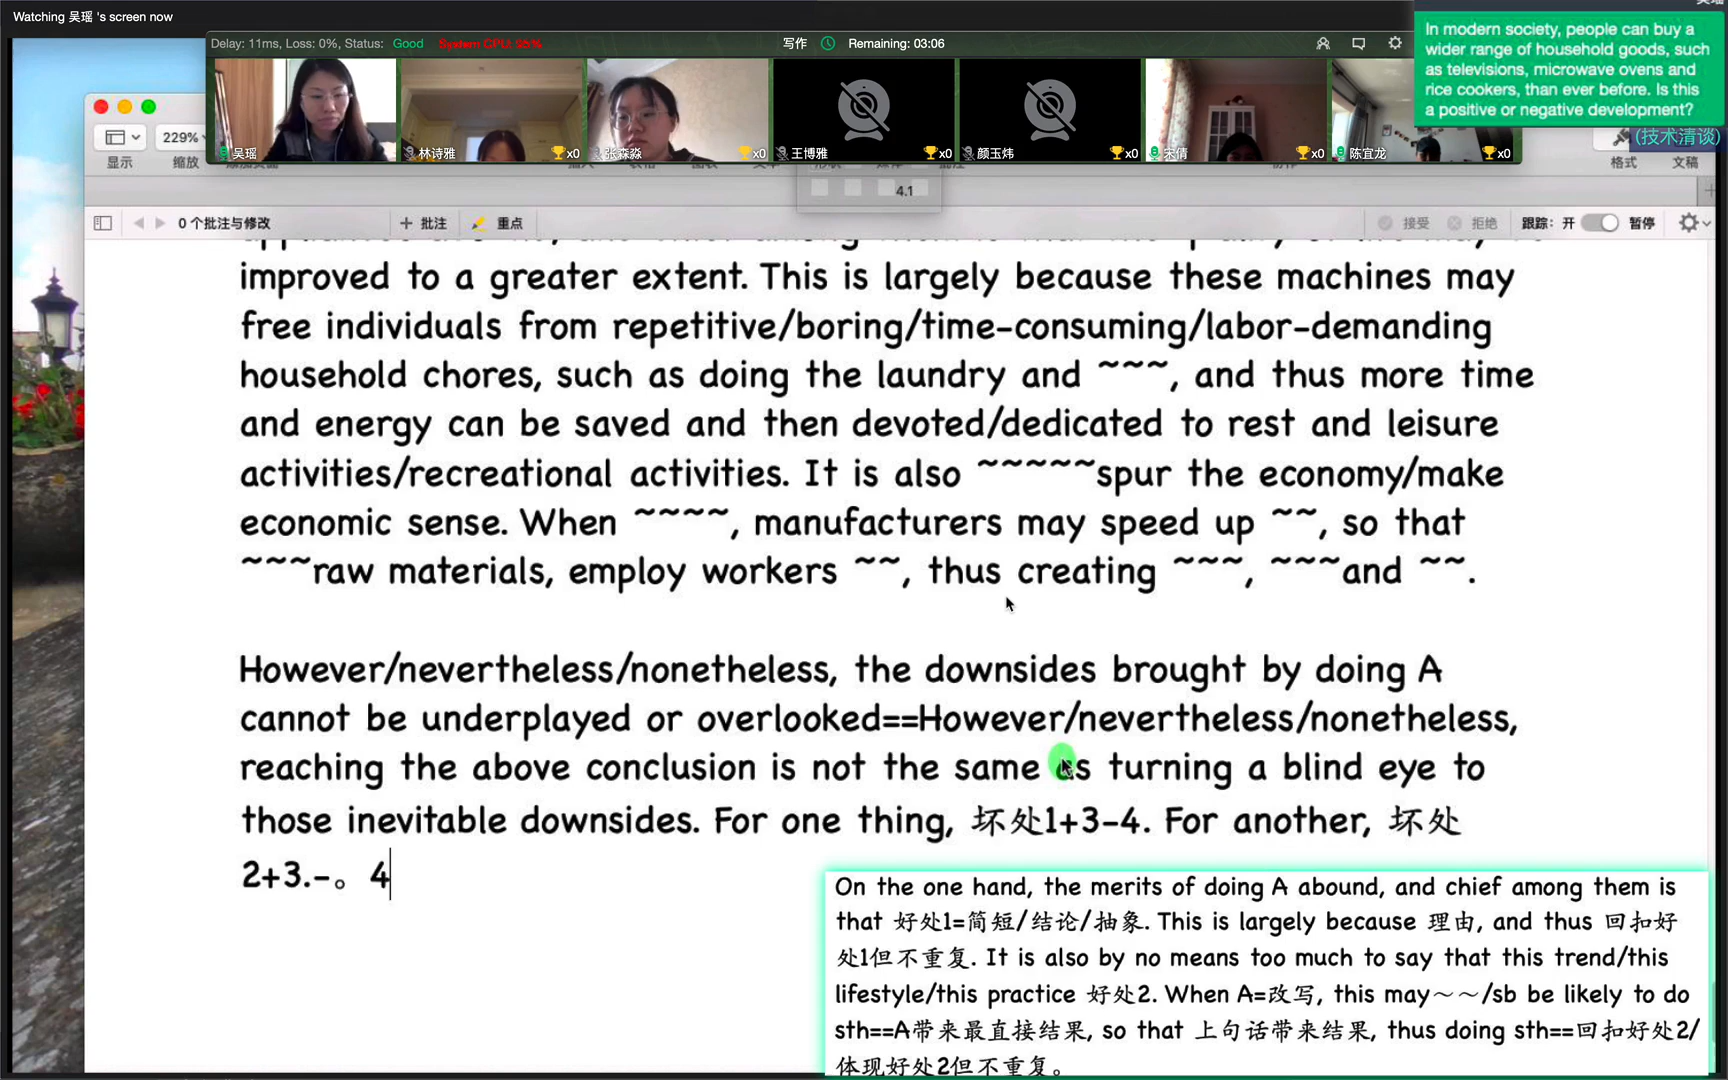 Watching 吴瑶 's screen now
Delay: 11ms, Loss: 0%, Status: Good System CPU: 95%
写作 Remaining: 03:06
In modern society, people can buy a
wider range of household goods, such
as televisions, microwave ovens and
rice cookers, than ever before. Is this
a positive or negative development?
(技术清谈)
吴瑶
林诗雅 x0
张森淼 x0
王博雅 x0
颜玉炜 x0
宋倩 x0
陈宜龙 x0
229%
显示 缩放
格式 文稿
4.1
0 个批注与修改 批注 重点 接受 拒绝 跟踪: 开 暂停
improved to a greater extent. This is largely because these machines may
free individuals from repetitive/boring/time-consuming/labor-demanding
household chores, such as doing the laundry and ~~~, and thus more time
and energy can be saved and then devoted/dedicated to rest and leisure
activities/recreational activities. It is also ~~~~~spur the economy/make
economic sense. When ~~~~, manufacturers may speed up ~~, so that
~~~raw materials, employ workers ~~, thus creating ~~~, ~~~and ~~.
However/nevertheless/nonetheless, the downsides brought by doing A
cannot be underplayed or overlooked==However/nevertheless/nonetheless,
reaching the above conclusion is not the same as turning a blind eye to
those inevitable downsides. For one thing, 坏处1+3-4. For another, 坏处
2+3.-。4
On the one hand, the merits of doing A abound, and chief among them is
that 好处1=简短/结论/抽象. This is largely because 理由, and thus 回扣好
处1但不重复. It is also by no means too much to say that this trend/this
lifestyle/this practice 好处2. When A=改写, this may～～/sb be likely to do
sth==A带来最直接结果, so that 上句话带来结果, thus doing sth==回扣好处2/
体现好处2但不重复。